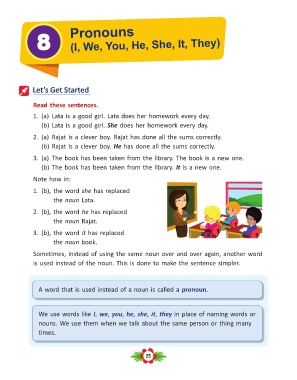 8
Pronouns
(I, We, You, He, She, It, They)
Let's Get Started
Read these sentences.
1. (a) Lata is a good girl. Lata does her homework every day.
(b) Lata is a good girl. She does her homework every day.
2. (a) Rajat is a clever boy. Rajat has done all the sums correctly.
(b) Rajat is a clever boy. He has done all the sums correctly.
3. (a) The book has been taken from the library. The book is a new one.
(b) The book has been taken from the library. It is a new one.
Note how in:
1. (b), the word she has replaced
the noun Lata.
2. (b), the word he has replaced
the noun Rajat.
3. (b), the word it has replaced
the noun book.
Sometimes, instead of using the same noun over and over again, another word
is used instead of the noun. This is done to make the sentence simpler.
A word that is used instead of a noun is called a pronoun.
We use words like I, we, you, he, she, it, they in place of naming words or
nouns. We use them when we talk about the same person or thing many
times.
25